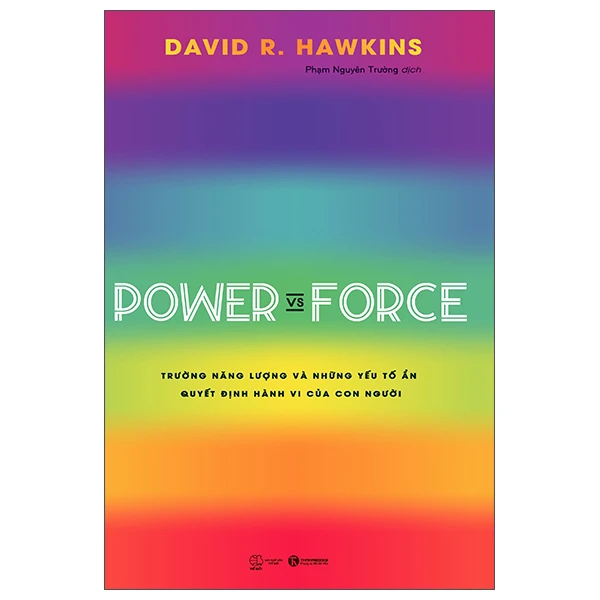 DAVID R. HAWKINS
Phạm Nguyên Trường dịch
POWER VS FORCE
TRƯỜNG NĂNG LƯỢNG VÀ NHỮNG YẾU TỐ ẨN
QUYẾT ĐỊNH HÀNH VI CỦA CON NGƯỜI